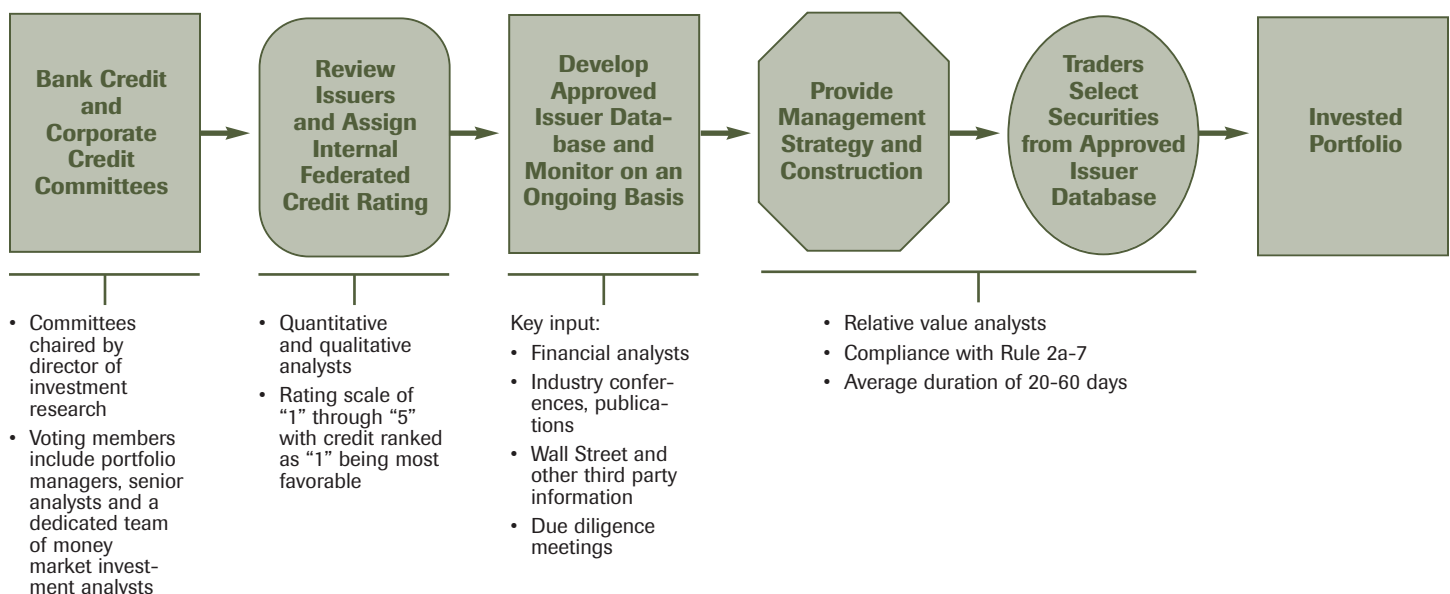 Bank Credit
and
Corporate
Credit
Committees
Review
Issuers
and Assign
Internal
Federated
Credit Rating
Develop
Approved
Issuer Data-
base and
Monitor on an
Ongoing Basis
Provide
Management
Strategy and
Construction
Traders
Select
Securities
from Approved
Issuer
Database
Invested
Portfolio
• Committees
chaired by
director of
investment
research
• Voting members
include portfolio
managers, senior
analysts and a
dedicated team
of money
market invest-
ment analysts
• Quantitative
and qualitative
analysts
• Rating scale of
“1” through “5”
with credit ranked
as “1” being most
favorable
Key input:
• Financial analysts
• Industry confer-
ences, publica-
tions
• Wall Street and
other third party
information
• Due diligence
meetings
• Relative value analysts
• Compliance with Rule 2a-7
• Average duration of 20-60 days